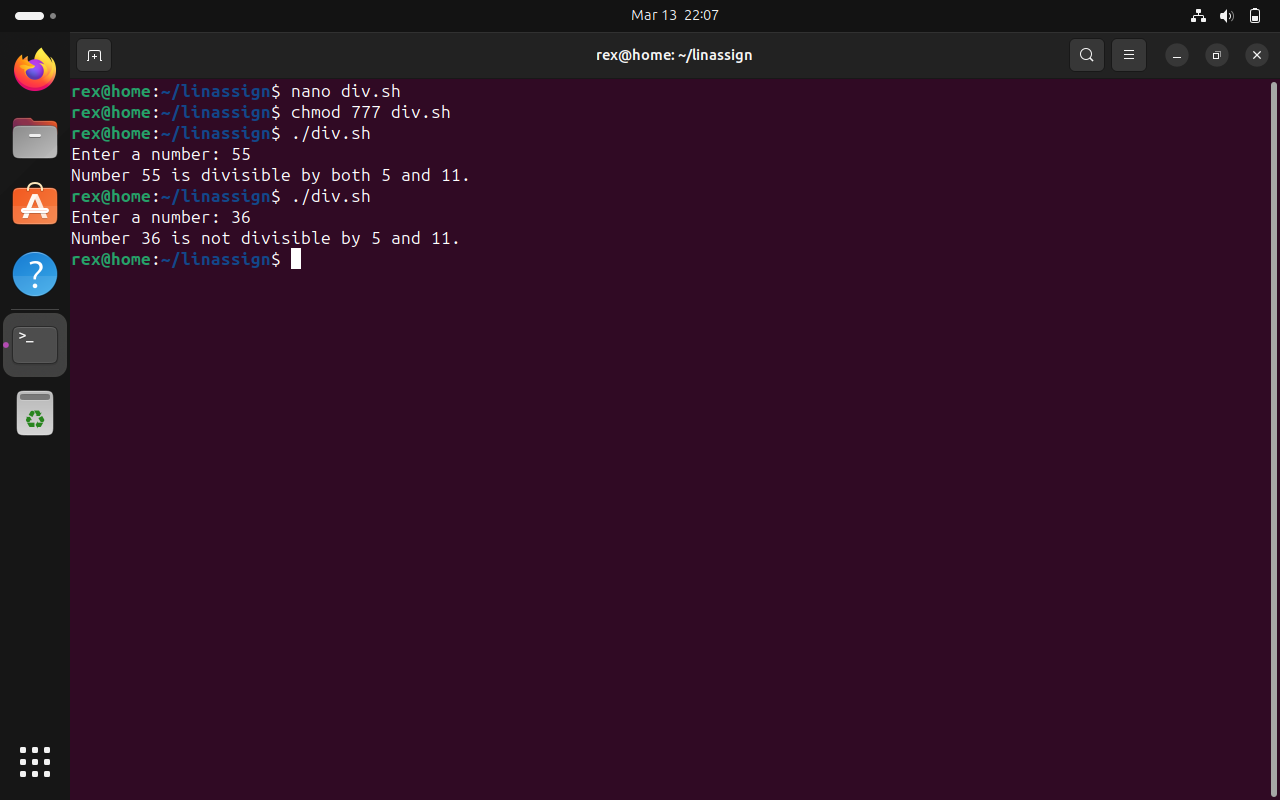 Mar 13 22:07
rex@home: ~/linassign
rex@home:~/linassign$ nano div.sh
rex@home:~/linassign$ chmod 777 div.sh
rex@home:~/linassign$ ./div.sh
Enter a number: 55
Number 55 is divisible by both 5 and 11.
rex@home:~/linassign$ ./div.sh
Enter a number: 36
Number 36 is not divisible by 5 and 11.
rex@home:~/linassign$